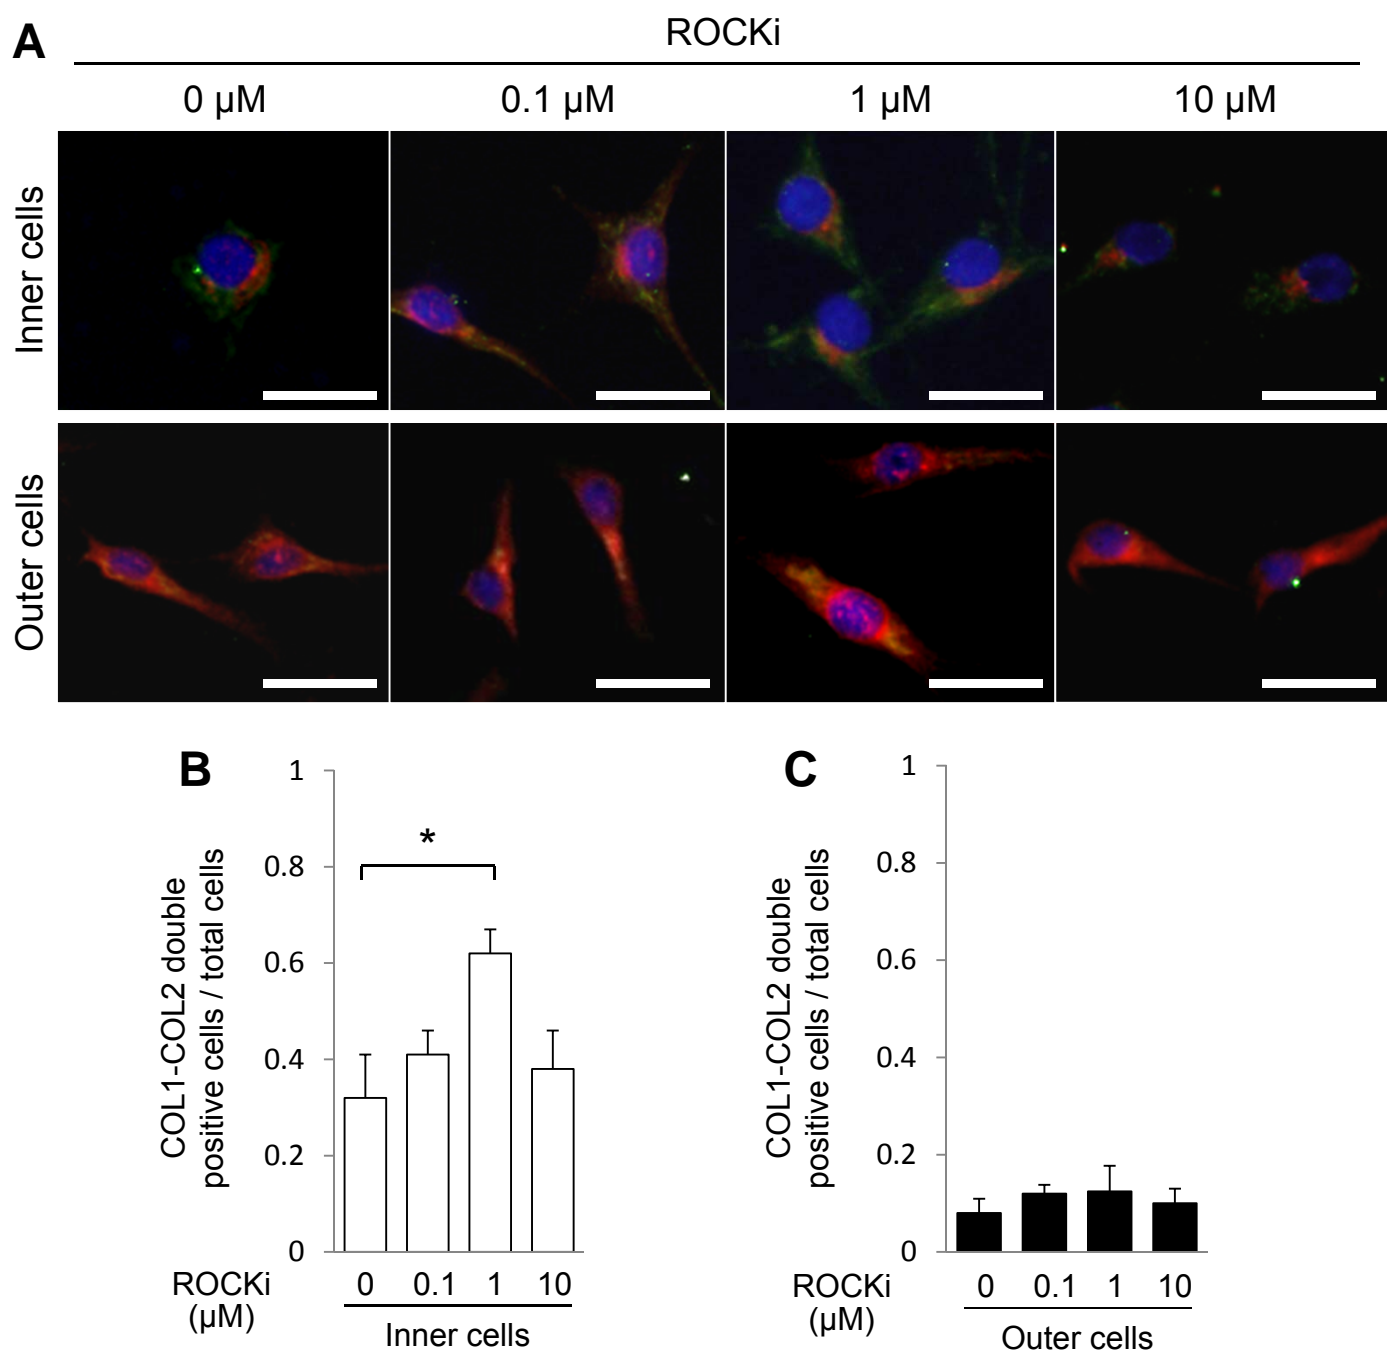 A
ROCKi
0 µM 0.1 µM 1 µM 10 µM
Inner cells
Outer cells
B
COL1-COL2 double
positive cells / total cells
1
0.8
0.6
0.4
0.2
0
*
ROCKi
(µM)
0 0.1 1 10
Inner cells
C
COL1-COL2 double
positive cells / total cells
1
0.8
0.6
0.4
0.2
0
ROCKi
(µM)
0 0.1 1 10
Outer cells